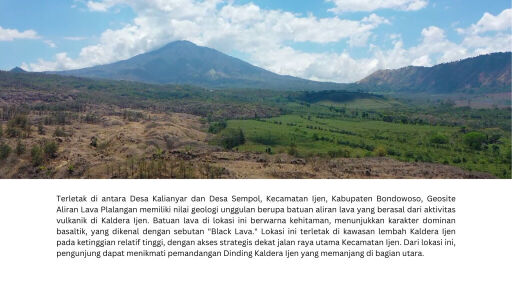 Terletak di antara Desa Kalianyar dan Desa Sempol, Kecamatan Ijen, Kabupaten Bondowoso, Geosite
Aliran Lava Plalangan memiliki nilai geologi unggulan berupa batuan aliran lava yang berasal dari aktivitas
vulkanik di Kaldera Ijen. Batuan lava di lokasi ini berwarna kehitaman, menunjukkan karakter dominan
basaltik, yang dikenal dengan sebutan "Black Lava." Lokasi ini terletak di kawasan lembah Kaldera Ijen
pada ketinggian relatif tinggi, dengan akses strategis dekat jalan raya utama Kecamatan Ijen. Dari lokasi ini,
pengunjung dapat menikmati pemandangan Dinding Kaldera Ijen yang memanjang di bagian utara.